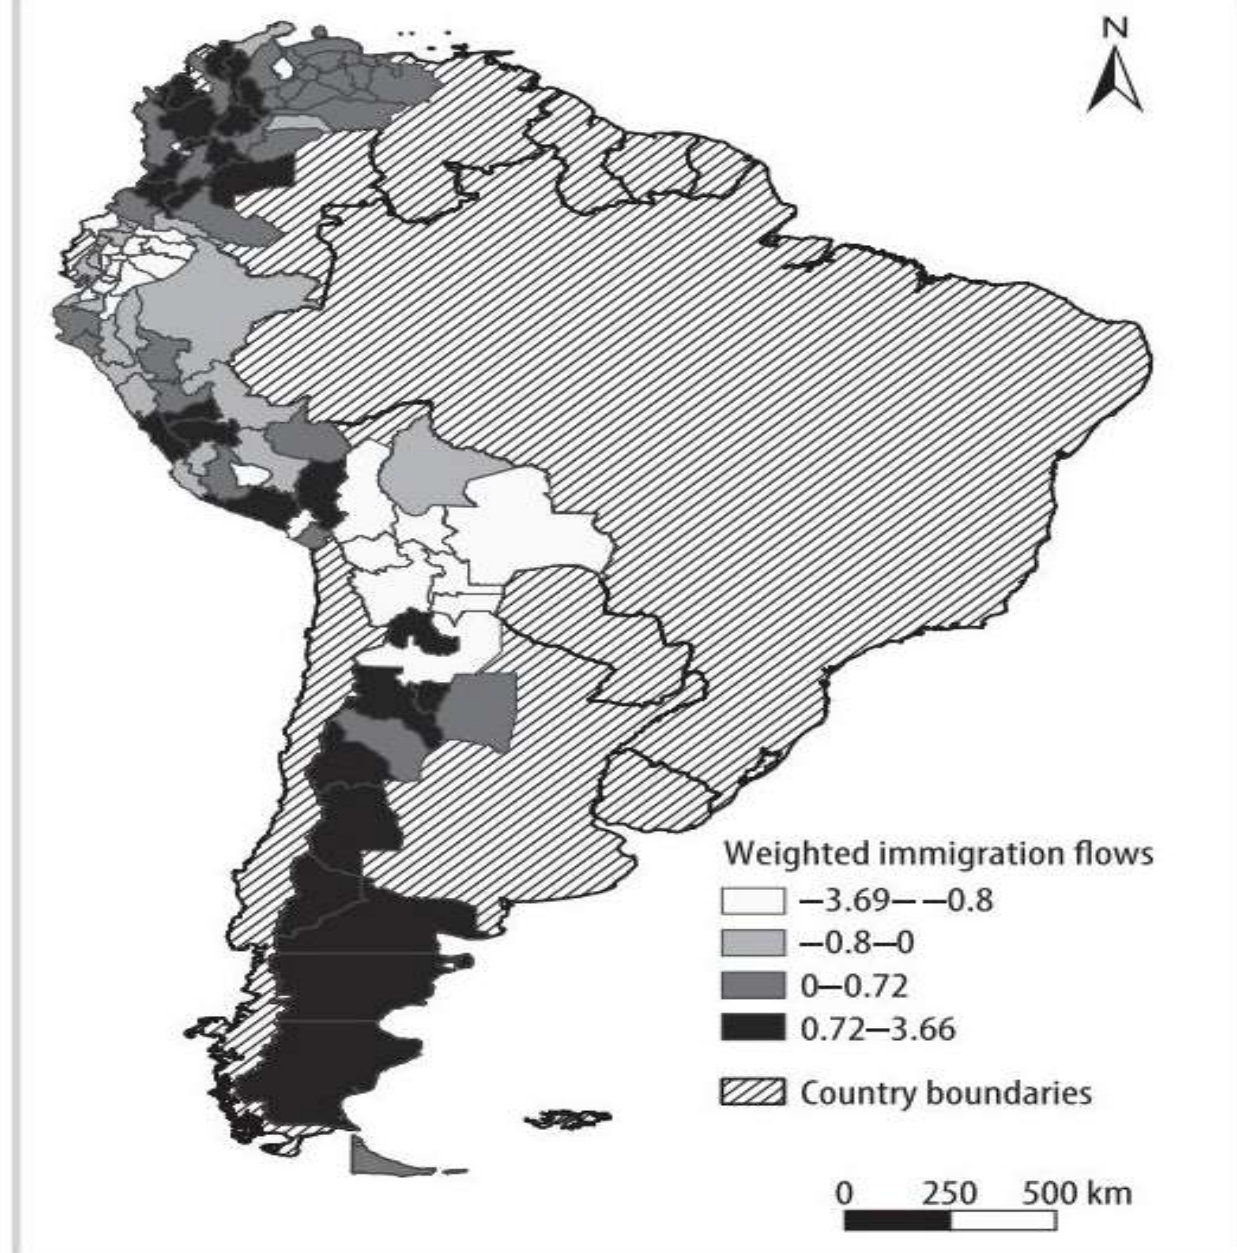 N
Weighted immigration flows
−3.69− −0.8
−0.8−0
0−0.72
0.72−3.66
Country boundaries
0 250 500 km